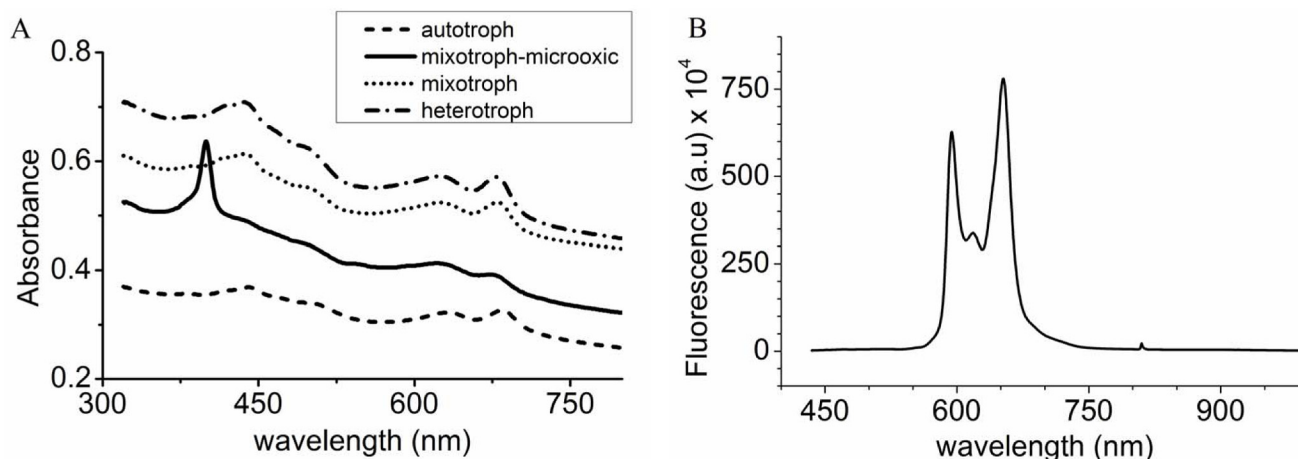 A
0.8
0.6
0.4
0.2
300
450
600
750
Absorbance
wavelength (nm)
autotroph
mixotroph-microoxic
mixotroph
heterotroph
B
750
500
250
0
450
600
750
900
Fluorescence (a.u) x 10⁴
wavelength (nm)